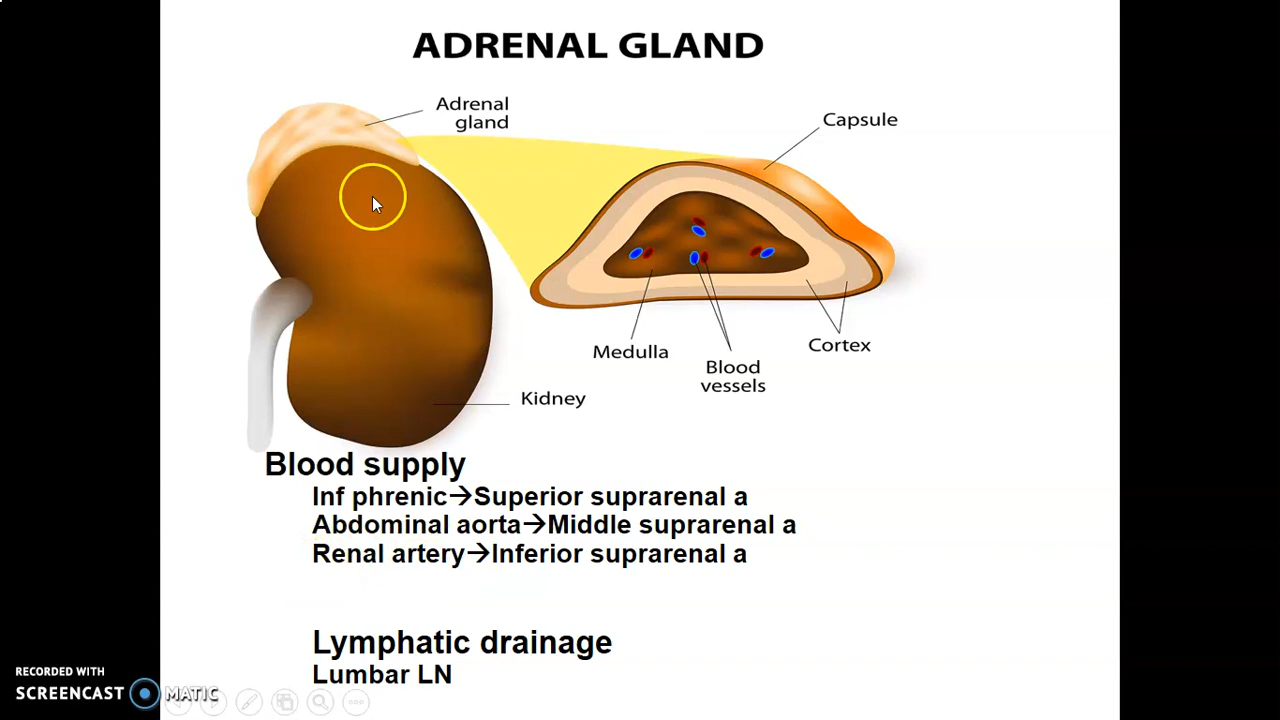 ADRENAL GLAND
Adrenal
gland
Capsule
Medulla
Blood
vessels
Cortex
Kidney
Blood supply
Inf phrenic→Superior suprarenal a
Abdominal aorta→Middle suprarenal a
Renal artery→Inferior suprarenal a
Lymphatic drainage
Lumbar LN
RECORDED WITH
SCREENCAST MATIC